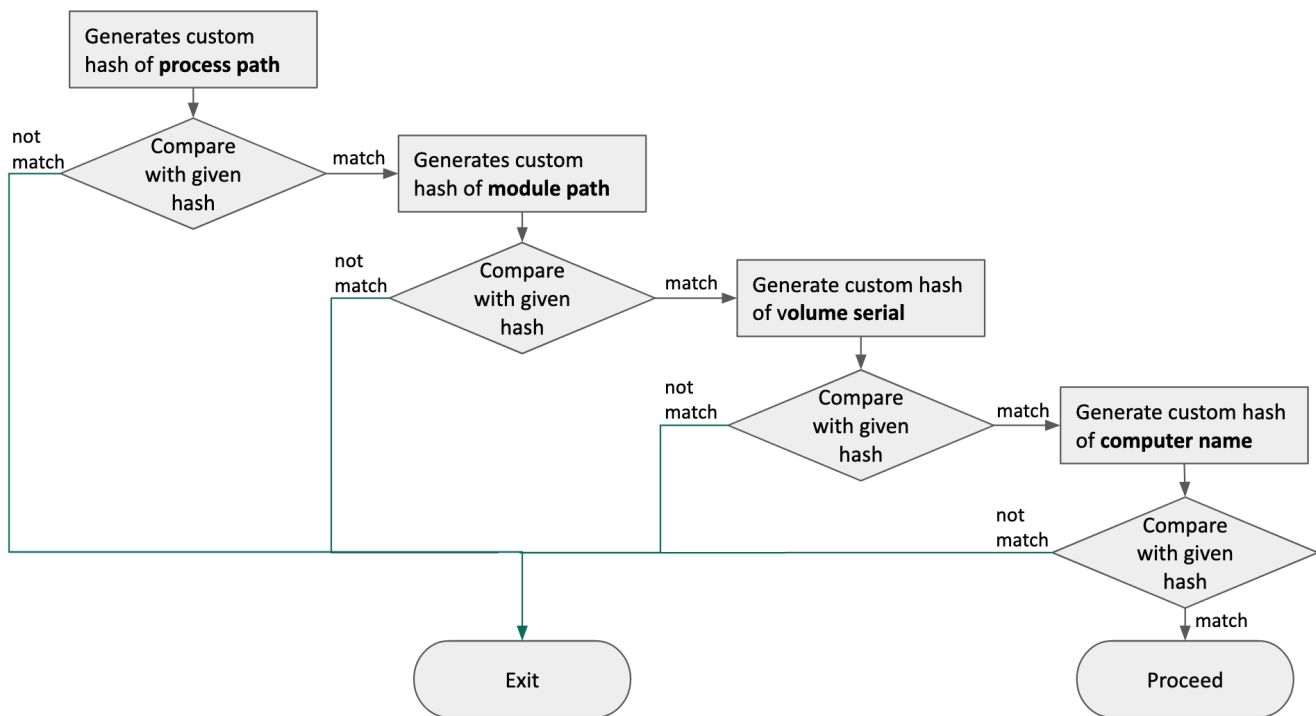 Generates custom
hash of process path
not
match
Compare
with given
hash
match
Generates custom
hash of module path
not
match
Compare
with given
hash
match
Generate custom hash
of volume serial
not
match
Compare
with given
hash
match
Generate custom hash
of computer name
not
match
Compare
with given
hash
match
Exit
Proceed